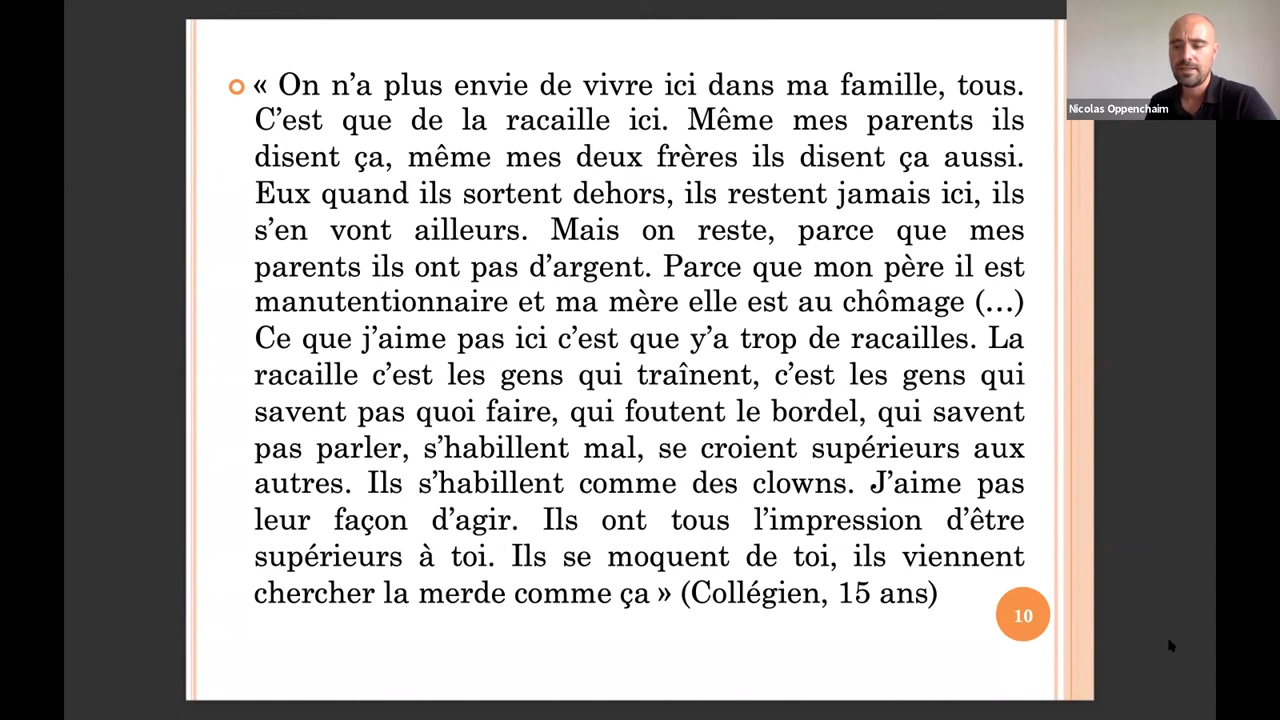 « On n’a plus envie de vivre ici dans ma famille, tous.
C’est que de la racaille ici. Même mes parents ils
disent ça, même mes deux frères ils disent ça aussi.
Eux quand ils sortent dehors, ils restent jamais ici, ils
s’en vont ailleurs. Mais on reste, parce que mes
parents ils ont pas d’argent. Parce que mon père il est
manutentionnaire et ma mère elle est au chômage (…)
Ce que j’aime pas ici c’est que y’a trop de racailles. La
racaille c’est les gens qui traînent, c’est les gens qui
savent pas quoi faire, qui foutent le bordel, qui savent
pas parler, s’habillent mal, se croient supérieurs aux
autres. Ils s’habillent comme des clowns. J’aime pas
leur façon d’agir. Ils ont tous l’impression d’être
supérieurs à toi. Ils se moquent de toi, ils viennent
chercher la merde comme ça » (Collégien, 15 ans)
10
Nicolas Oppenchaim